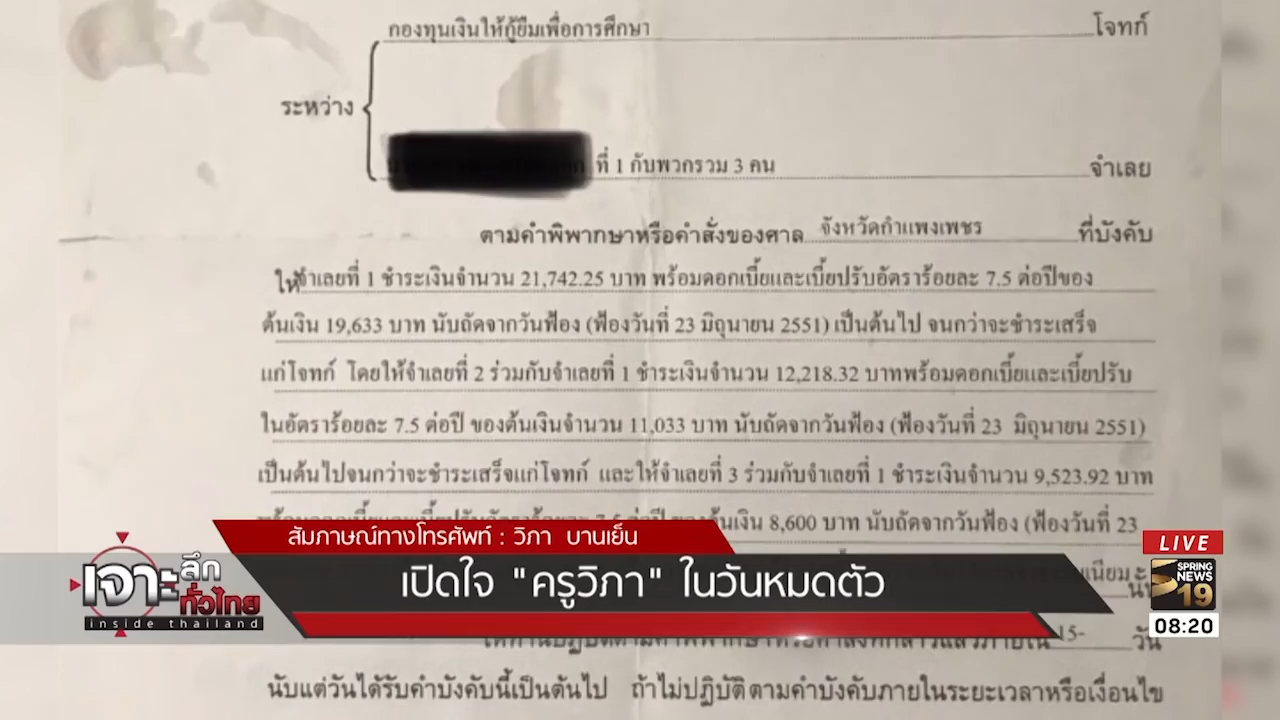 กองทุนเงินให้กู้ยืมเพื่อการศึกษา โจทก์
ระหว่าง
ที่ 1 กับพวกรวม 3 คน จำเลย
ตามคำพิพากษาหรือคำสั่งของศาล จังหวัดกำแพงเพชร ที่บังคับ
ให้จำเลยที่ 1 ชำระเงินจำนวน 21,742.25 บาท พร้อมดอกเบี้ยและเบี้ยปรับอัตราร้อยละ 7.5 ต่อปีของ
ต้นเงิน 19,633 บาท นับถัดจากวันฟ้อง (ฟ้องวันที่ 23 มิถุนายน 2551) เป็นต้นไป จนกว่าจะชำระเสร็จ
แก่โจทก์ โดยให้จำเลยที่ 2 ร่วมกับจำเลยที่ 1 ชำระเงินจำนวน 12,218.32 บาทพร้อมดอกเบี้ยและเบี้ยปรับ
ในอัตราร้อยละ 7.5 ต่อปี ของต้นเงินจำนวน 11,033 บาท นับถัดจากวันฟ้อง (ฟ้องวันที่ 23 มิถุนายน 2551)
เป็นต้นไปจนกว่าจะชำระเสร็จแก่โจทก์ และให้จำเลยที่ 3 ร่วมกับจำเลยที่ 1 ชำระเงินจำนวน 9,523.92 บาท
ต้นเงิน 8,600 บาท นับถัดจากวันฟ้อง (ฟ้องวันที่ 23
สัมภาษณ์ทางโทรศัพท์ : วิภา บานเย็น
เปิดใจ "ครูวิภา" ในวันหมดตัว
เจาะลึกทั่วไทย
inside thailand
LIVE
SPRING NEWS 19
08:20
15- วัน
นับแต่วันได้รับคำบังคับนี้เป็นต้นไป ถ้าไม่ปฏิบัติตามคำบังคับภายในระยะเวลาหรือเงื่อนไข